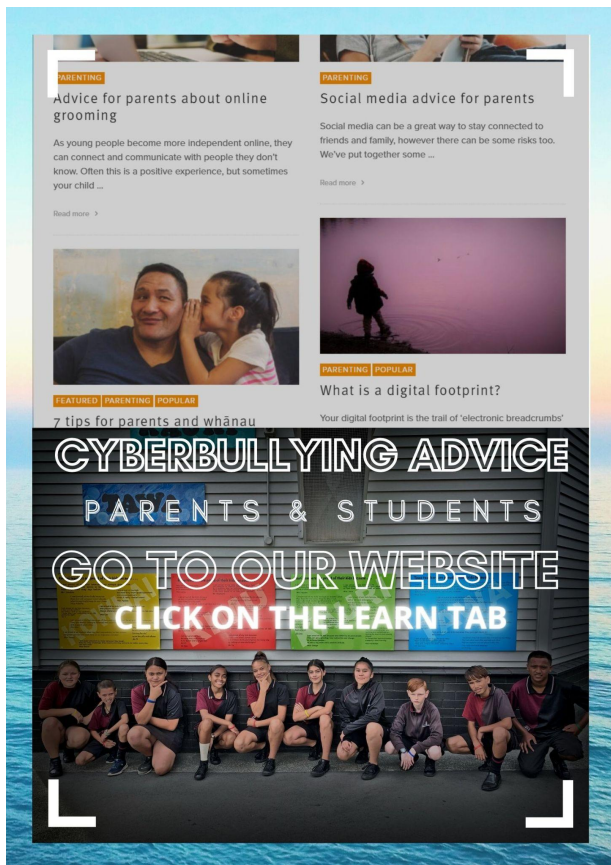 PARENTING
Advice for parents about online
grooming
As young people become more independent online, they
can connect and communicate with people they don't
know. Often this is a positive experience, but sometimes
your child ...
Read more >
PARENTING
Social media advice for parents
Social media can be a great way to stay connected to
friends and family, however there can be some risks too.
We've put together some ...
Read more >
FEATURED PARENTING POPULAR
7 tips for parents and whānau
PARENTING POPULAR
What is a digital footprint?
Your digital footprint is the trail of 'electronic breadcrumbs'
CYBERBULLYING ADVICE
PARENTS & STUDENTS
GO TO OUR WEBSITE
CLICK ON THE LEARN TAB